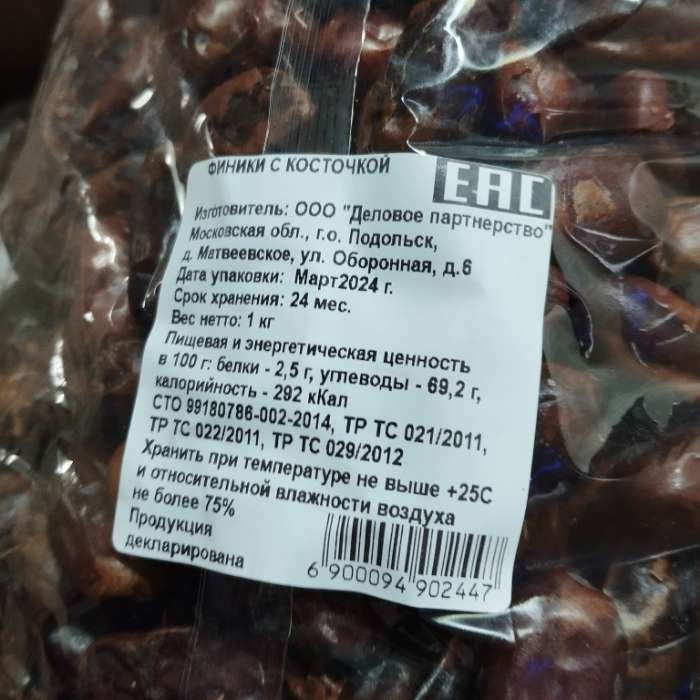 ФИНИКИ С КОСТОЧКОЙ
EAC
Изготовитель: ООО "Деловое партнерство"
Московская обл., г.о. Подольск,
д. Матвеевское, ул. Оборонная, д.6
Дата упаковки: Март2024 г.
Срок хранения: 24 мес.
Вес нетто: 1 кг
Пищевая и энергетическая ценность
в 100 г: белки - 2,5 г, углеводы - 69,2 г,
калорийность - 292 кКал
СТО 99180786-002-2014, ТР ТС 021/2011,
ТР ТС 022/2011, ТР ТС 029/2012
Хранить при температуре не выше +25С
и относительной влажности воздуха
не более 75%
Продукция
декларирована
6 900094 902447